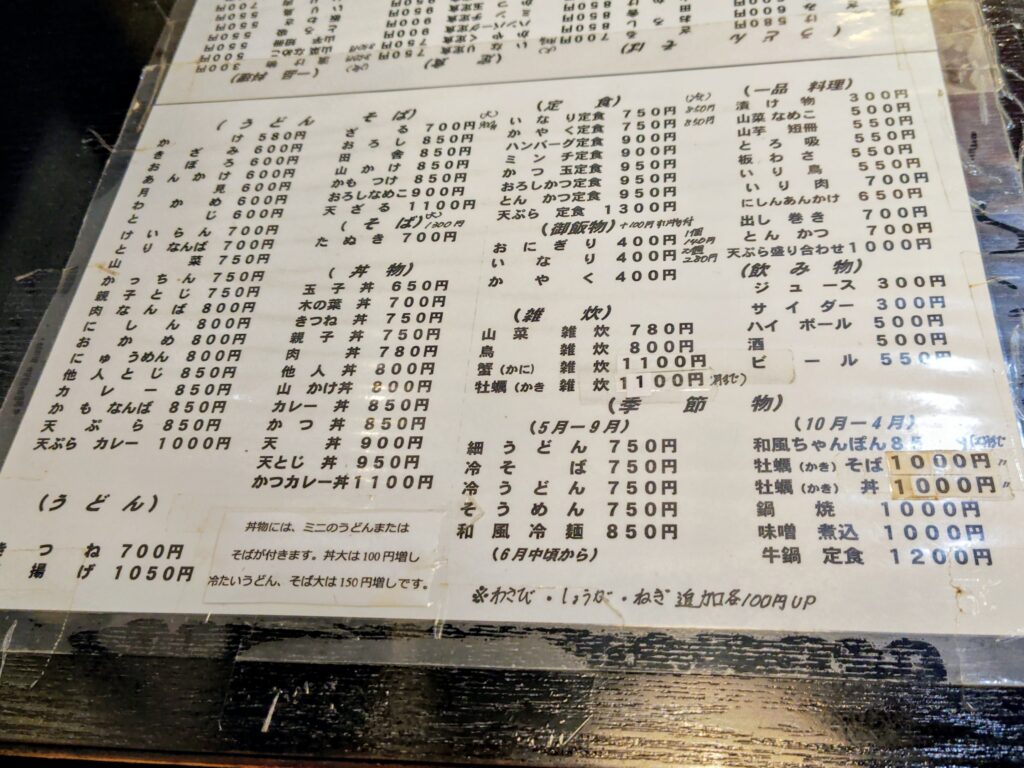 (うどん そば)
かけ 580円
きざみ 600円
おぼろ 600円
あんかけ 600円
月見 600円
わかめ 600円
とじ 600円
けいらん 700円
とりなんば 700円
山菜 750円
かっちん 750円
親子とじ 750円
肉なんば 800円
にしん 800円
おかめ 800円
にゅうめん 800円
他人とじ 850円
カレー 850円
かもなんば 850円
天ぷら 850円
天ぷらカレー 1000円
ざる 700円
おろし 850円
田舎 850円
山かけ 850円
かもつけ 850円
おろしなめこ 900円
天ざる 1100円
(そば)
たぬき 700円
(丼物)
玉子丼 650円
木の葉丼 700円
きつね丼 750円
親子丼 750円
肉丼 780円
他人丼 800円
山かけ丼 800円
カレー丼 850円
かつ丼 850円
天丼 900円
天とじ丼 950円
かつカレー丼 1100円
(うどん)
きつね 700円
揚げ 1050円
丼物には、ミニのうどんまたは
そばが付きます。丼大は100円増し
冷たいうどん、そば大は150円増しです。
(定食)
いなり定食 750円 850円
かやく定食 750円 850円
ハンバーグ定食 900円
ミンチ定食 900円
かつ玉定食 950円
おろしかつ定食 950円
とんかつ定食 950円
天ぷら定食 1300円
(御飯物)
おにぎり 400円 1個 140円
いなり 400円 2個 280円
かやく 400円
(雑炊)
山菜雑炊 780円
鳥雑炊 800円
蟹(かに)雑炊 1100円
牡蠣(かき)雑炊 1100円
(一品料理)
漬け物 300円
山菜なめこ 500円
山芋短冊 500円
とろ吸 550円
板わさ 550円
いり鳥 550円
いり肉 700円
にしんあんかけ 650円
出し巻き 700円
とんかつ 700円
天ぷら盛り合わせ 1000円
(飲み物)
ジュース 300円
サイダー 300円
ハイボール 500円
酒 500円
ビール 550円
(季節物)
(5月−9月)
細うどん 750円
冷そば 750円
冷うどん 750円
そうめん 750円
和風冷麺 850円
(6月中頃から)
(10月−4月)
和風ちゃんぽん 85
牡蠣(かき)そば 1000円 〃
牡蠣(かき)丼 1000円 〃
鍋焼 1000円
味噌煮込 1000円
牛鍋定食 1200円
※わさび・しょうが・ねぎ 追加各100円UP